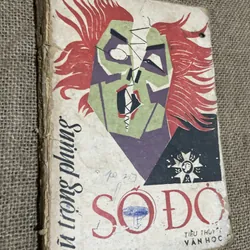 vũ trọng phụng
SỐ ĐỎ
TIỂU THUYẾT
VĂN HỌC